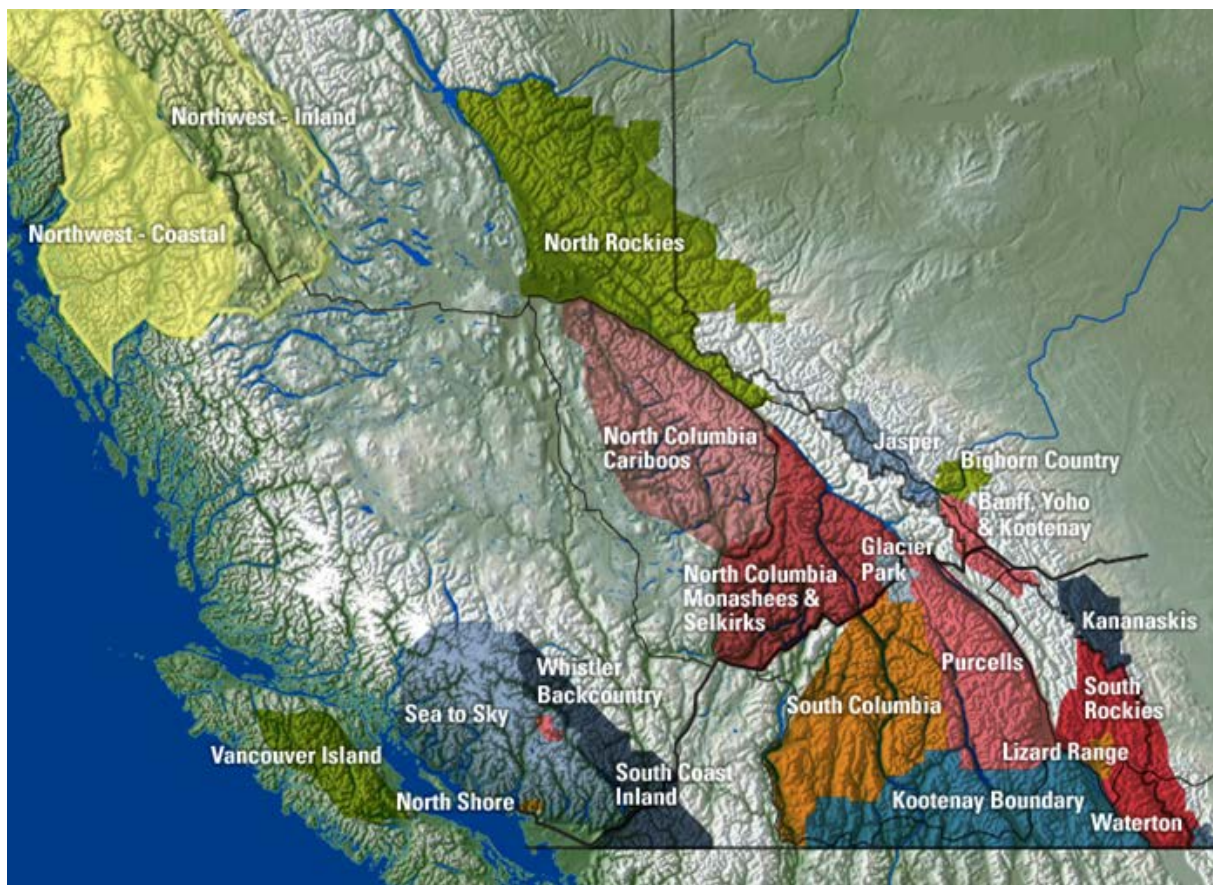 Northwest - Inland
Northwest - Coastal
North Rockies
North Columbia
Cariboos
Jasper
Bighorn Country
Banff, Yoho
& Kootenay
Glacier
Park
North Columbia
Monashees &
Selkirks
Kananaskis
Purcells
South
Rockies
Whistler
Backcountry
Sea to Sky
South Columbia
Vancouver Island
Lizard Range
South Coast
Inland
North Shore
Kootenay Boundary
Waterton